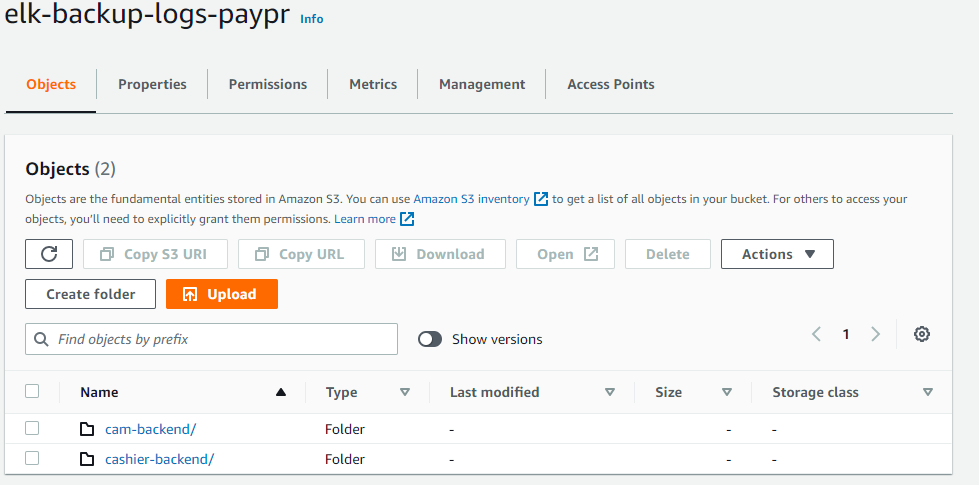 elk-backup-logs-paypr Info
Objects Properties Permissions Metrics Management Access Points
Objects (2)
Objects are the fundamental entities stored in Amazon S3. You can use Amazon S3 inventory to get a list of all objects in your bucket. For others to access your
objects, you'll need to explicitly grant them permissions. Learn more
Copy S3 URI Copy URL Download Open Delete Actions
Create folder Upload
Find objects by prefix Show versions 1
Name Type Last modified Size Storage class
cam-backend/ Folder - - -
cashier-backend/ Folder - - -